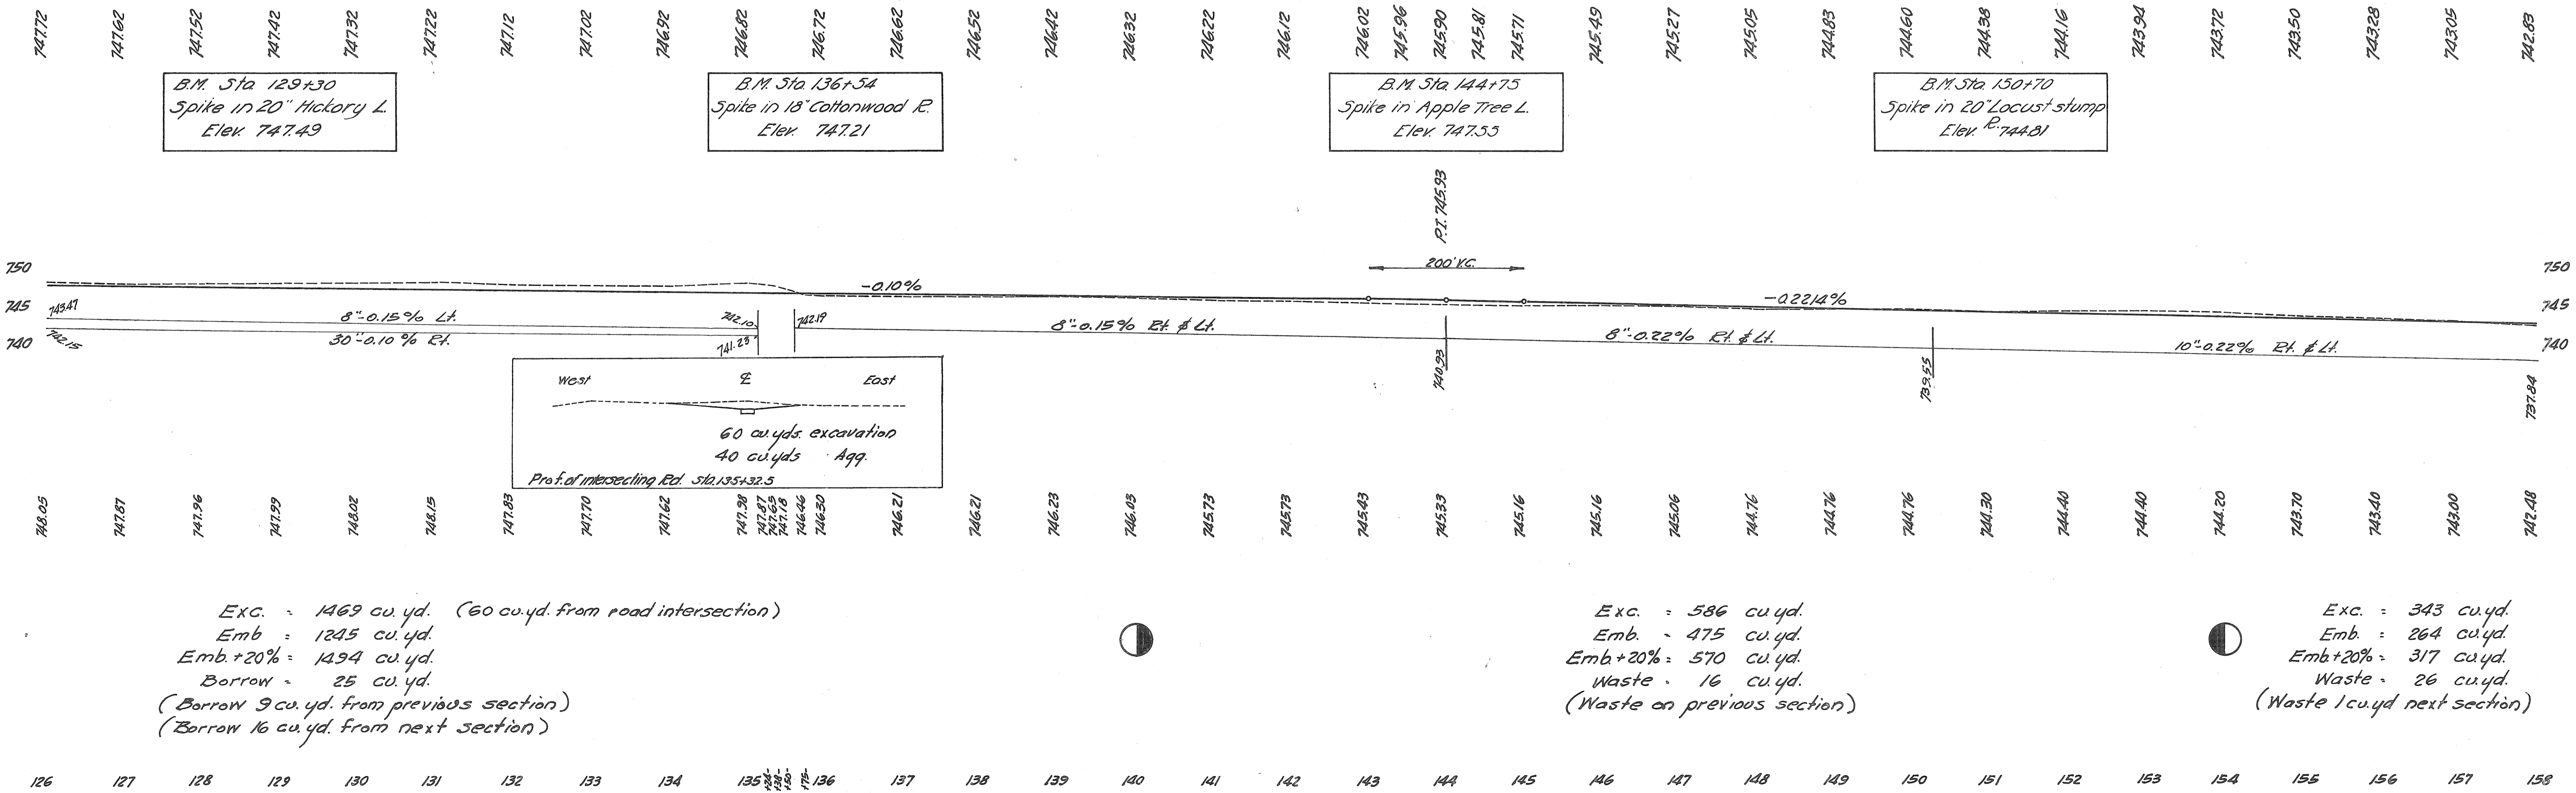 747.72 747.62 747.52 747.42 747.32 747.22 747.12 747.02 746.92 746.82 746.72 746.62 746.52 746.42 746.32 746.22 746.12 746.02 745.96 745.90 745.81 745.71 745.49 745.27 745.05 744.83 744.60 744.38 744.16 743.94 743.72 743.50 743.28 743.05 742.83
B.M. Sta 129+30
Spike in 20" Hickory L.
Elev. 747.49
B.M. Sta. 136+54
Spike in 18" Cottonwood R.
Elev. 747.21
B.M. Sta. 144+75
Spike in Apple Tree L.
Elev. 747.55
B.M. Sta. 150+70
Spike in 20" Locust stump
Elev. R. 744.81
P.I. 745.93
200' V.C.
750 750
-0.10%
-0.2214%
745 745
743.47
8"-0.15% Lt.
742.10
742.19
8"-0.15% Rt. & Lt.
8"-0.22% Rt. & Lt.
10"-0.22% Rt. & Lt.
740 740
742.15
30"-0.10% Rt.
741.23
740.93
739.55
737.84
West ℄ East
60 cu. yds. excavation
40 cu. yds Agg.
Prof. of intersecting Rd. Sta. 135+32.5
748.05 747.87 747.96 747.99 748.02 748.15 747.83 747.70 747.62 747.98 747.87 747.65 747.18 746.46 746.30 746.21 746.21 746.23 746.03 745.73 745.73 745.43 745.33 745.16 745.16 745.06 744.76 744.76 744.76 744.30 744.40 744.40 744.20 743.70 743.40 743.00 742.48
Exc. = 1469 cu. yd. (60 cu. yd. from road intersection)
Emb = 1245 cu. yd.
Emb. +20% = 1494 cu. yd.
Borrow = 25 cu. yd.
(Borrow 9 cu. yd. from previous section)
(Borrow 16 cu. yd. from next section)
Exc. = 586 cu. yd.
Emb. = 475 cu. yd.
Emb. +20% = 570 cu. yd.
Waste = 16 cu. yd.
(Waste on previous section)
Exc. = 343 cu. yd.
Emb. = 264 cu. yd.
Emb. +20% = 317 cu. yd.
Waste = 26 cu. yd.
(Waste 1 cu. yd next section)
126 127 128 129 130 131 132 133 134 135 +50 +75 136 137 138 139 140 141 142 143 144 145 146 147 148 149 150 151 152 153 154 155 156 157 158